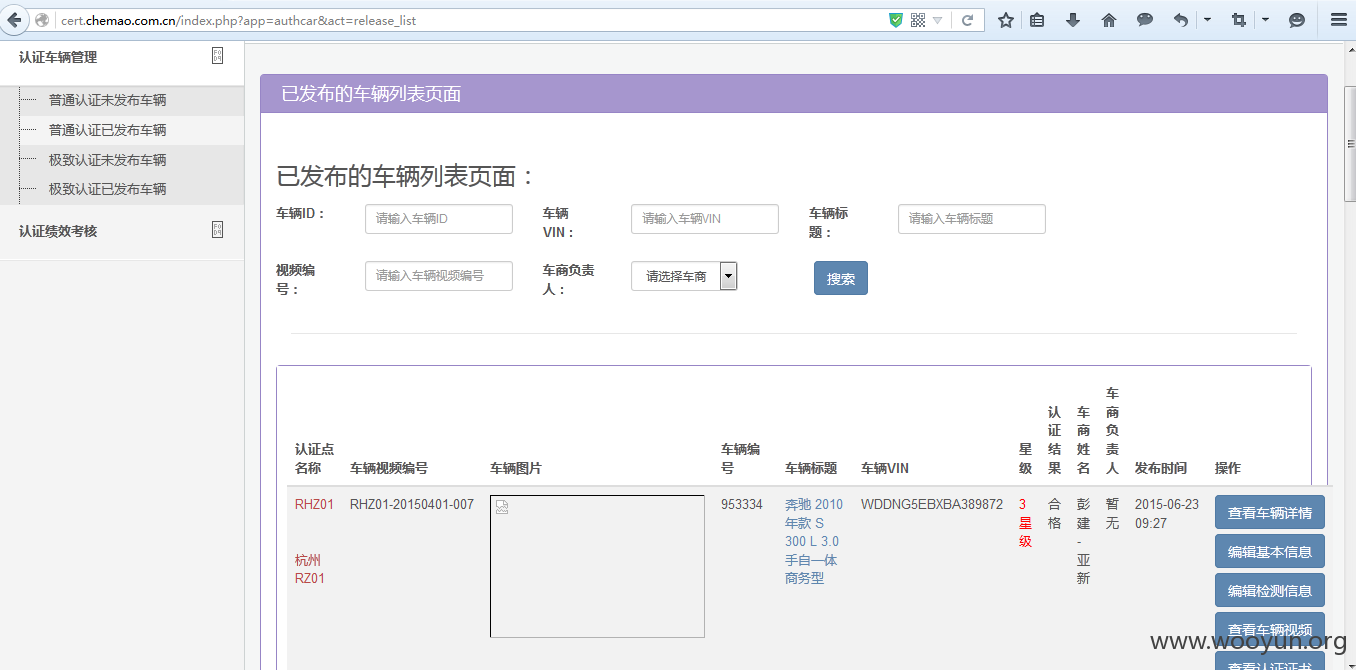 cert.chemao.com.cn/index.php?app=authcar&act=release_list
认证车辆管理
普通认证未发布车辆
普通认证已发布车辆
极致认证未发布车辆
极致认证已发布车辆
认证绩效考核
已发布的车辆列表页面
已发布的车辆列表页面：
车辆ID：
请输入车辆ID
车辆
VIN：
请输入车辆VIN
车辆标
题：
请输入车辆标题
视频编
号：
请输入车辆视频编号
车商负责
人：
请选择车商
搜索
认证点
名称
车辆视频编号
车辆图片
车辆编
号
车辆标题
车辆VIN
星
级
认
证
结
果
车
商
姓
名
车
商
负
责
人
发布时间
操作
RHZ01
杭州
RZ01
RHZ01-20150401-007
953334
奔驰 2010
年款 S
300 L 3.0
手自一体
商务型
WDDNG5EBXBA389872
3
星
级
合
格
彭
建
-
亚
新
暂
无
2015-06-23
09:27
查看车辆详情
编辑基本信息
编辑检测信息
查看车辆视频
查看认证证书
www.wooyun.org